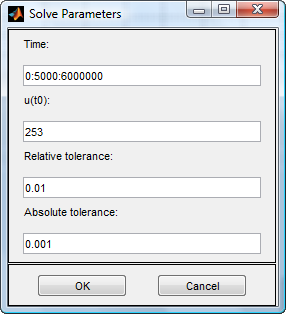 Solve Parameters
Time:
0:5000:6000000
u(t0):
253
Relative tolerance:
0.01
Absolute tolerance:
0.001
OK Cancel